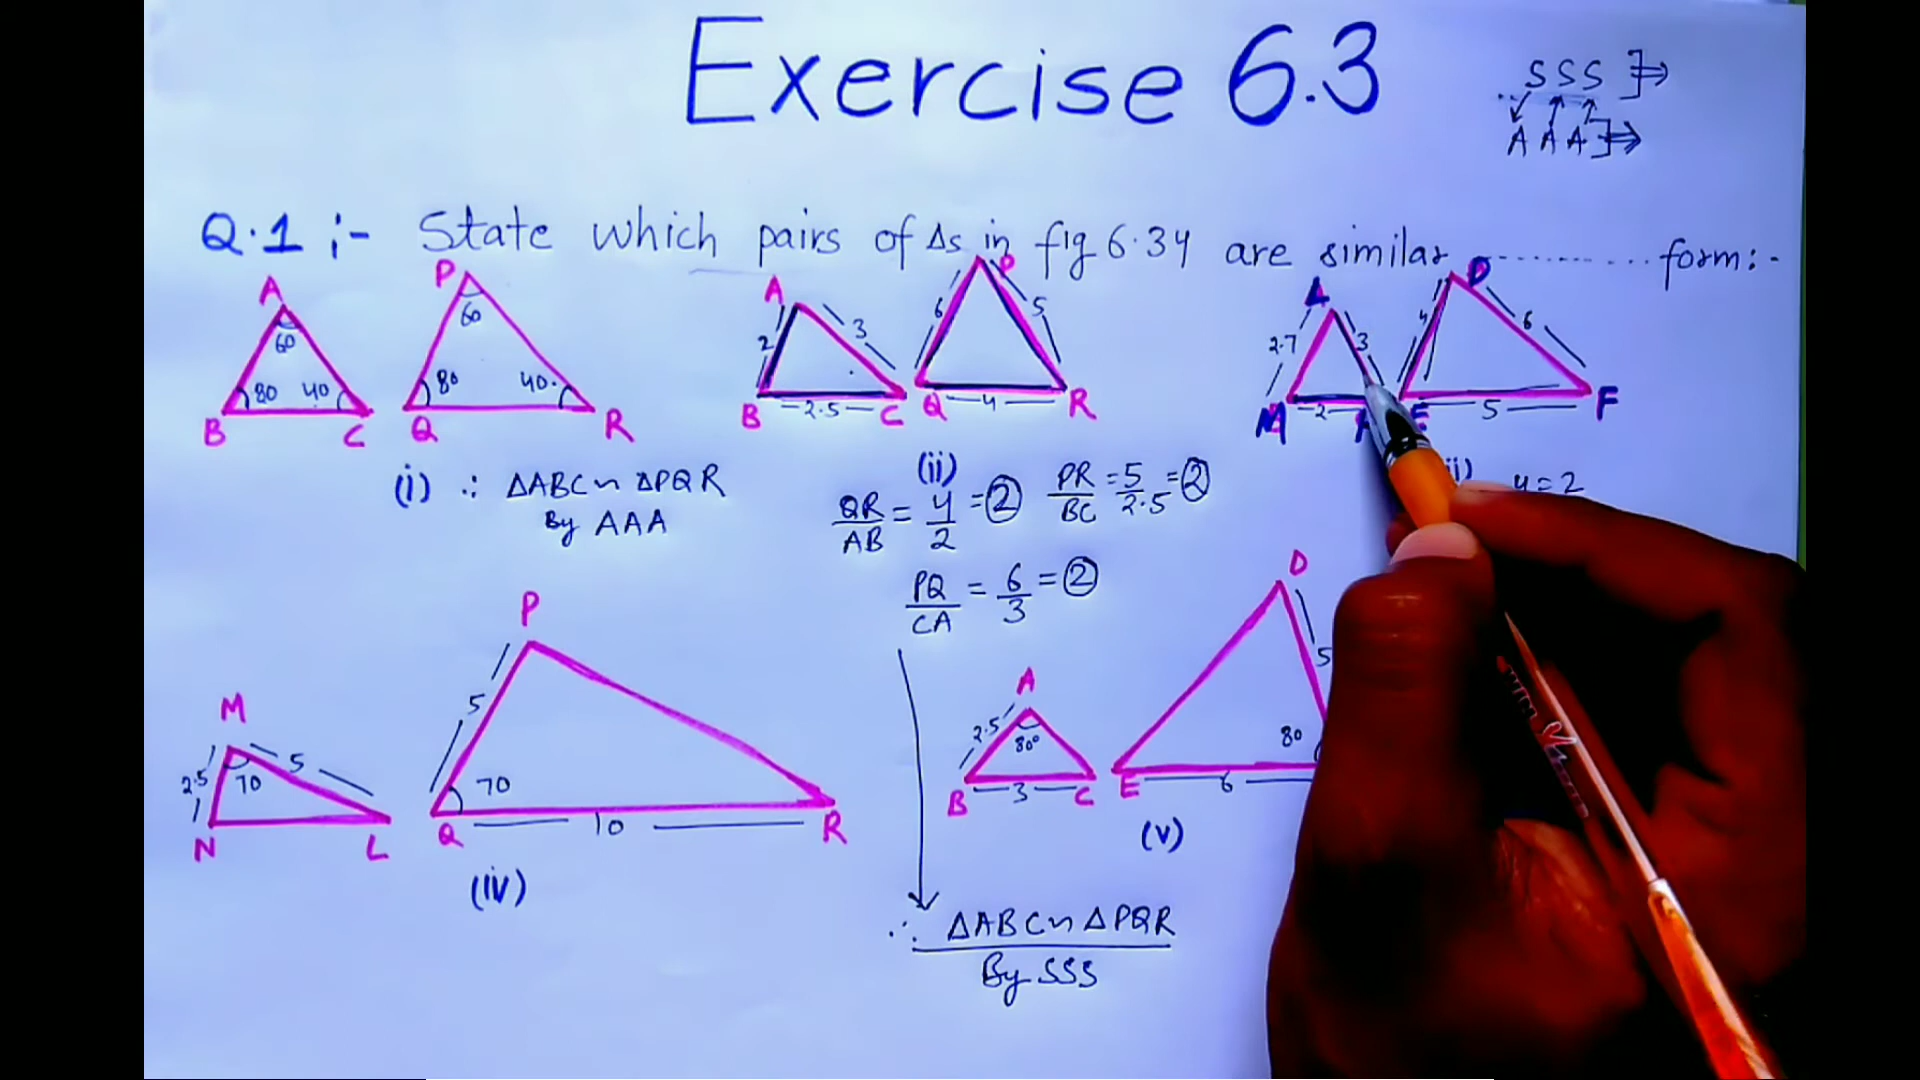 Exercise 6.3
SSS ]⇒
AAA]⇒
Q.1 :- State which pairs of Δs in fig 6.34 are similar .......... form:-
A
60
80 40
B C
P
60
80 40
Q R
A
2 3
B 2.5 C
P
6 5
Q 4 R
L
2.7 3
M 2
D
4 6
E 5 F
(i) ∴ ΔABC ~ ΔPQR
By AAA
(ii)
QR/AB = 4/2 = 2
PR/BC = 5/2.5 = 2
PQ/CA = 6/3 = 2
4 = 2
M
2.5 70 5
N L
P
5
70
Q 10 R
(iv)
A
2.5 80°
B 3 C
D
5
80
E 6
(v)
∴ ΔABC ~ ΔPQR
By SSS